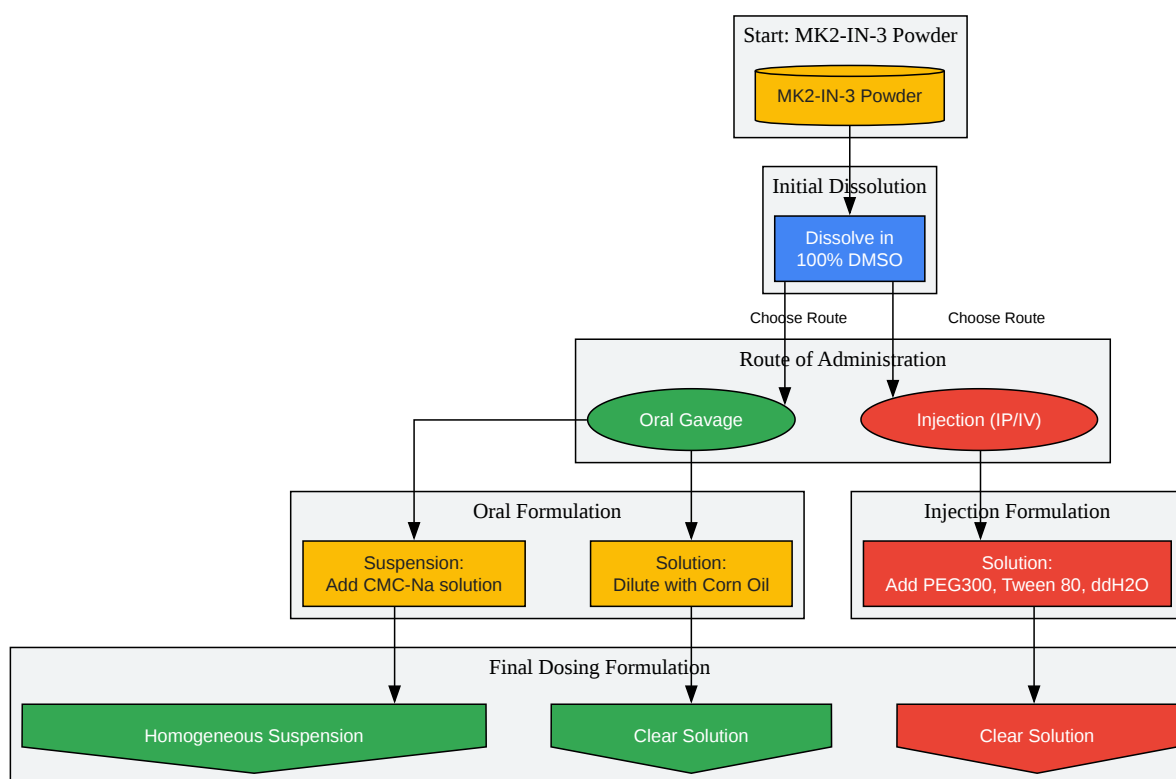 Start: MK2-IN-3 Powder
MK2-IN-3 Powder
Initial Dissolution
Dissolve in
100% DMSO
Choose Route
Choose Route
Route of Administration
Oral Gavage
Injection (IP/IV)
Oral Formulation
Injection Formulation
Suspension:
Add CMC-Na solution
Solution:
Dilute with Corn Oil
Solution:
Add PEG300, Tween 80, ddH2O
Final Dosing Formulation
Homogeneous Suspension
Clear Solution
Clear Solution